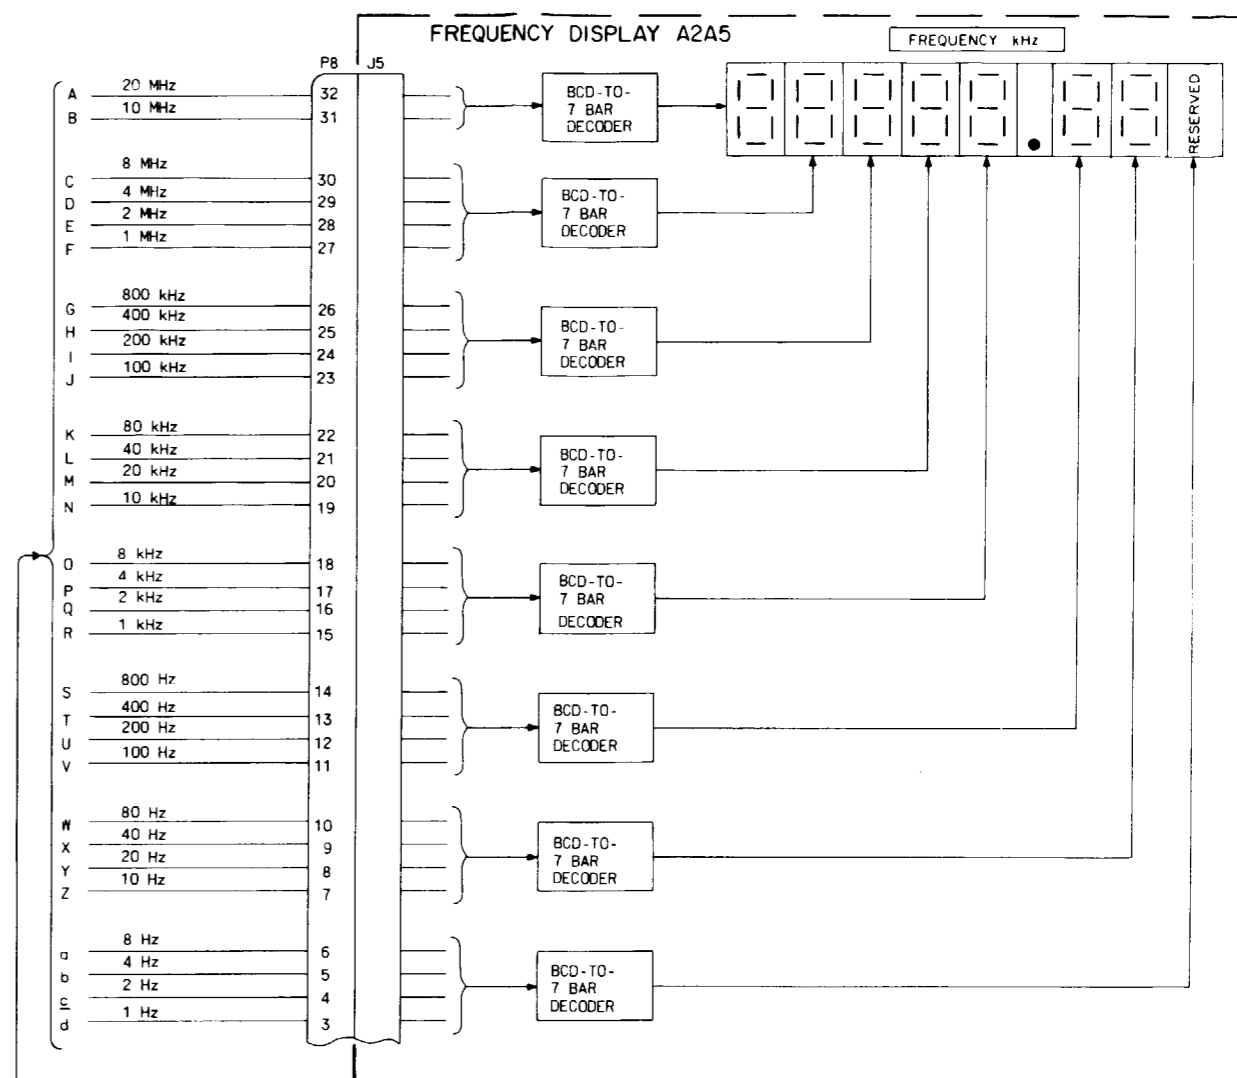 FREQUENCY DISPLAY A2A5
FREQUENCY kHz
P8 J5
A 20 MHz 32
B 10 MHz 31
BCD-TO-
7 BAR
DECODER
RESERVED
C 8 MHz 30
D 4 MHz 29
E 2 MHz 28
F 1 MHz 27
BCD-TO-
7 BAR
DECODER
G 800 kHz 26
H 400 kHz 25
I 200 kHz 24
J 100 kHz 23
BCD-TO-
7 BAR
DECODER
K 80 kHz 22
L 40 kHz 21
M 20 kHz 20
N 10 kHz 19
BCD-TO-
7 BAR
DECODER
O 8 kHz 18
P 4 kHz 17
Q 2 kHz 16
R 1 kHz 15
BCD-TO-
7 BAR
DECODER
S 800 Hz 14
T 400 Hz 13
U 200 Hz 12
V 100 Hz 11
BCD-TO-
7 BAR
DECODER
W 80 Hz 10
X 40 Hz 9
Y 20 Hz 8
Z 10 Hz 7
BCD-TO-
7 BAR
DECODER
a 8 Hz 6
b 4 Hz 5
c 2 Hz 4
d 1 Hz 3
BCD-TO-
7 BAR
DECODER